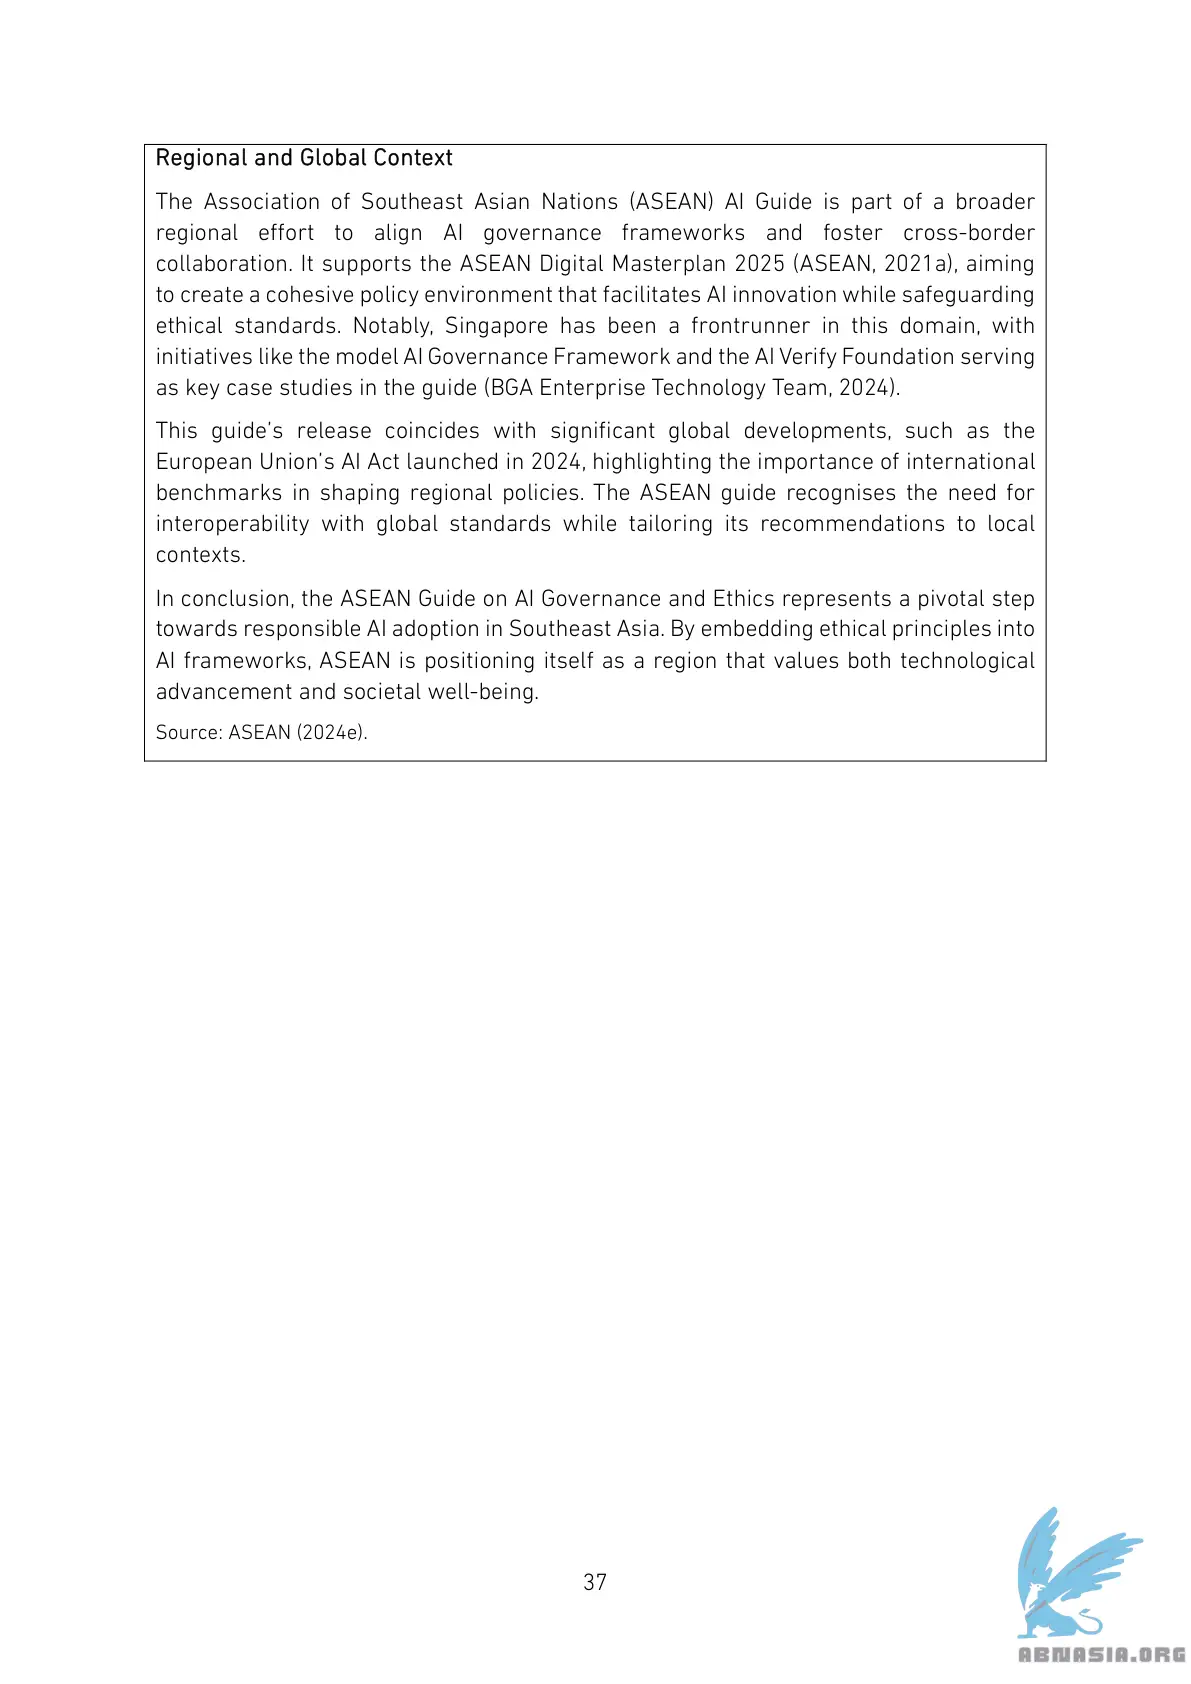 Regional and Global Context
The Association of Southeast Asian Nations (ASEAN) AI Guide is part of a broader
regional effort to align AI governance frameworks and foster cross-border
collaboration. It supports the ASEAN Digital Masterplan 2025 (ASEAN, 2021a), aiming
to create a cohesive policy environment that facilitates AI innovation while safeguarding
ethical standards. Notably, Singapore has been a frontrunner in this domain, with
initiatives like the model AI Governance Framework and the AI Verify Foundation serving
as key case studies in the guide (BGA Enterprise Technology Team, 2024).
This guide's release coincides with significant global developments, such as the
European Union's AI Act launched in 2024, highlighting the importance of international
benchmarks in shaping regional policies. The ASEAN guide recognises the need for
interoperability with global standards while tailoring its recommendations to local
contexts.
In conclusion, the ASEAN Guide on AI Governance and Ethics represents a pivotal step
towards responsible AI adoption in Southeast Asia. By embedding ethical principles into
AI frameworks, ASEAN is positioning itself as a region that values both technological
advancement and societal well-being.
Source: ASEAN (2024e).
37
ABNASIA.ORG